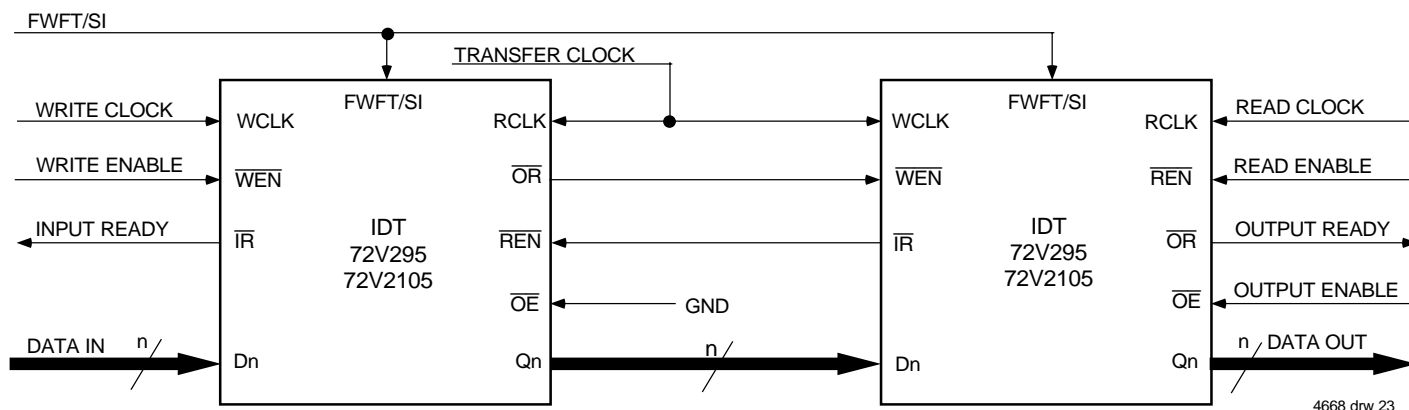 FWFT/SI
TRANSFER CLOCK
FWFT/SI
FWFT/SI
WRITE CLOCK
WCLK
RCLK
WCLK
RCLK
READ CLOCK
WRITE ENABLE
WEN
OR
WEN
REN
READ ENABLE
INPUT READY
IR
IDT
72V295
72V2105
REN
IR
IDT
72V295
72V2105
OR
OUTPUT READY
OE
GND
OE
OUTPUT ENABLE
DATA IN
n
Dn
Qn
n
Dn
Qn
n
DATA OUT
4668 drw 23